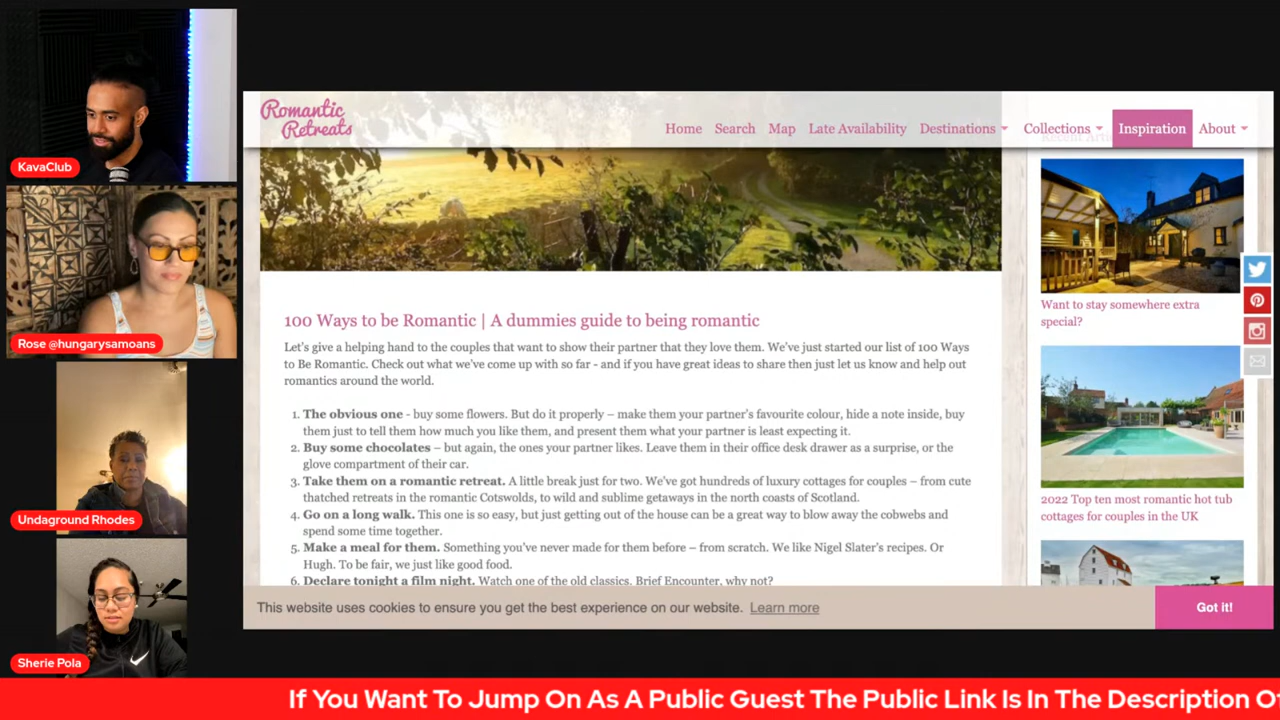 KavaClub
Rose @hungarysamoans
Undaground Rhodes
Sherie Pola
Romantic
Retreats
Home Search Map Late Availability Destinations Collections Inspiration About
100 Ways to be Romantic | A dummies guide to being romantic
Let's give a helping hand to the couples that want to show their partner that they love them. We've just started our list of 100 Ways
to Be Romantic. Check out what we've come up with so far - and if you have great ideas to share then just let us know and help out
romantics around the world.
1. The obvious one - buy some flowers. But do it properly – make them your partner's favourite colour, hide a note inside, buy
them just to tell them how much you like them, and present them what your partner is least expecting it.
2. Buy some chocolates – but again, the ones your partner likes. Leave them in their office desk drawer as a surprise, or the
glove compartment of their car.
3. Take them on a romantic retreat. A little break just for two. We've got hundreds of luxury cottages for couples – from cute
thatched retreats in the romantic Cotswolds, to wild and sublime getaways in the north coasts of Scotland.
4. Go on a long walk. This one is so easy, but just getting out of the house can be a great way to blow away the cobwebs and
spend some time together.
5. Make a meal for them. Something you've never made for them before – from scratch. We like Nigel Slater's recipes. Or
Hugh. To be fair, we just like good food.
6. Declare tonight a film night. Watch one of the old classics. Brief Encounter, why not?
Want to stay somewhere extra
special?
2022 Top ten most romantic hot tub
cottages for couples in the UK
This website uses cookies to ensure you get the best experience on our website. Learn more
Got it!
If You Want To Jump On As A Public Guest The Public Link Is In The Description